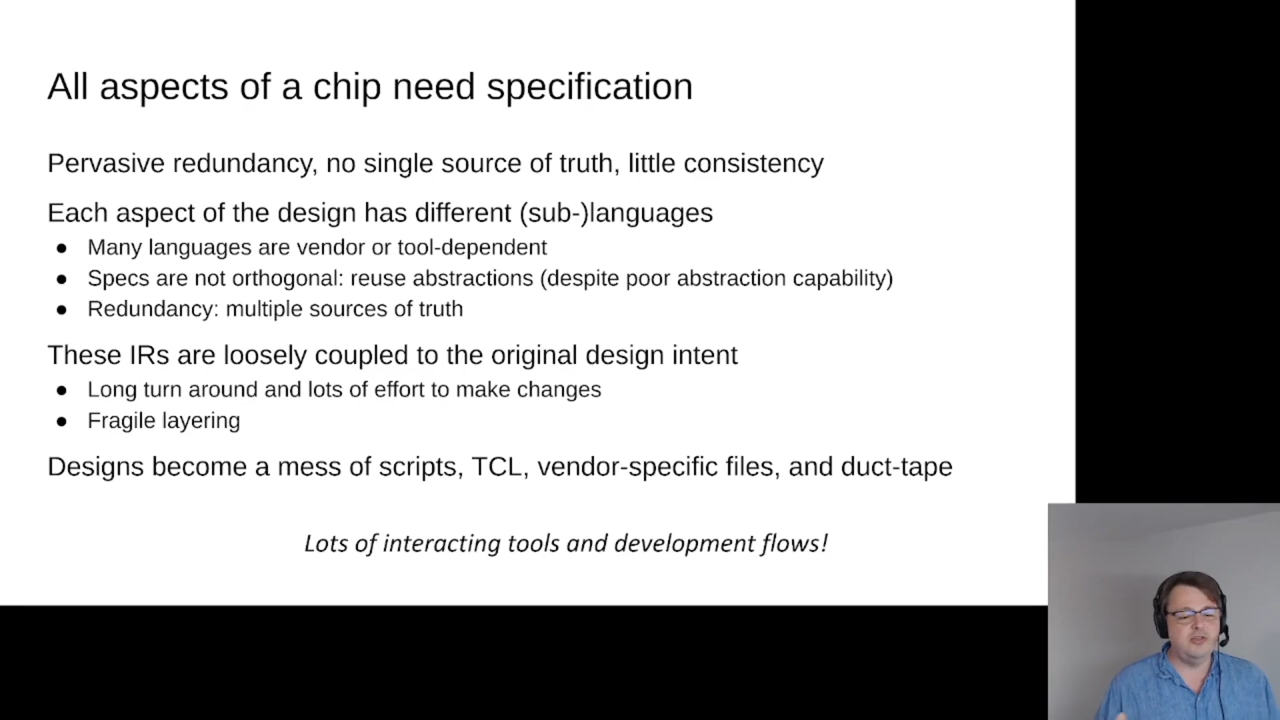 All aspects of a chip need specification
Pervasive redundancy, no single source of truth, little consistency
Each aspect of the design has different (sub-)languages
● Many languages are vendor or tool-dependent
● Specs are not orthogonal: reuse abstractions (despite poor abstraction capability)
● Redundancy: multiple sources of truth
These IRs are loosely coupled to the original design intent
● Long turn around and lots of effort to make changes
● Fragile layering
Designs become a mess of scripts, TCL, vendor-specific files, and duct-tape
Lots of interacting tools and development flows!